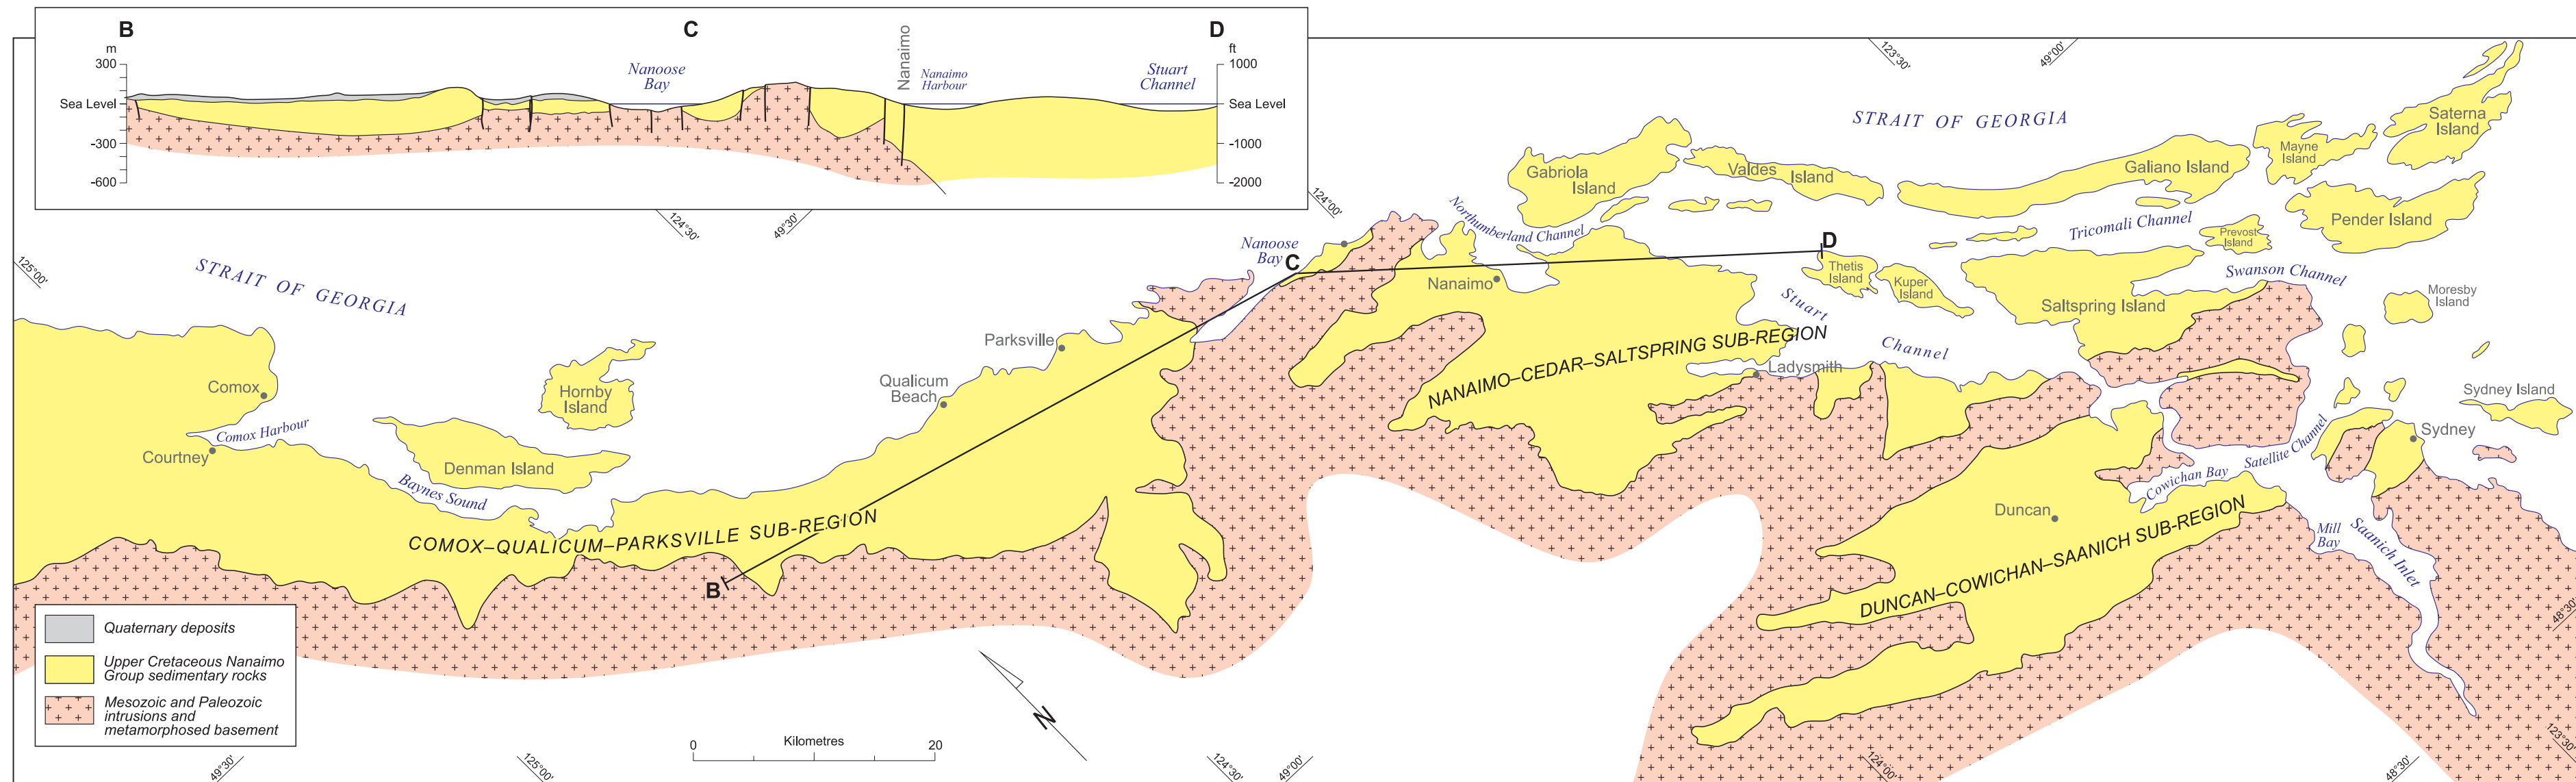 B
C
D
m
300
Sea Level
-300
-600
ft
1000
Sea Level
-1000
-2000
Nanoose
Bay
Nanaimo
Nanaimo
Harbour
Stuart
Channel
124°30'
49°30'
124°00'
123°30'
49°00'
125°00'
STRAIT OF GEORGIA
STRAIT OF GEORGIA
Saterna
Island
Mayne
Island
Galiano Island
Valdes Island
Gabriola
Island
Pender Island
Prevost
Island
Tricomali Channel
Northumberland Channel
Nanoose
Bay
C
D
Nanaimo
Thetis
Island
Kuper
Island
Stuart
Channel
Swanson Channel
Saltspring Island
Moresby
Island
NANAIMO–CEDAR–SALTSPRING SUB-REGION
Ladysmith
Parksville
Qualicum
Beach
Comox
Comox Harbour
Courtney
Hornby
Island
Denman Island
Baynes Sound
COMOX–QUALICUM–PARKSVILLE SUB-REGION
B
Sydney Island
Sydney
Satellite Channel
Cowichan Bay
Duncan
DUNCAN–COWICHAN–SAANICH SUB-REGION
Mill
Bay
Saanich Inlet
48°30'
123°30'
Quaternary deposits
Upper Cretaceous Nanaimo
Group sedimentary rocks
Mesozoic and Paleozoic
intrusions and
metamorphosed basement
N
0
Kilometres
20
49°30'
125°00'
124°30'
49°00'
124°00'
48°30'